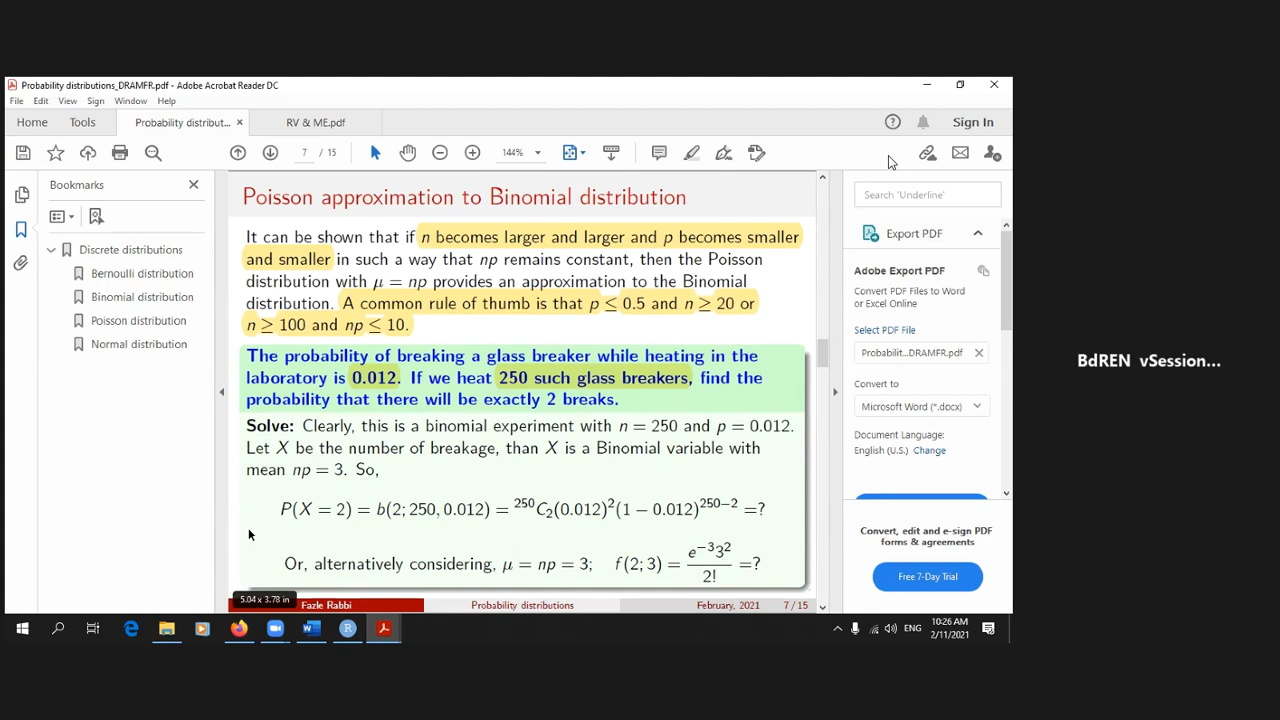 Probability distributions_DRAMFR.pdf - Adobe Acrobat Reader DC
File Edit View Sign Window Help
Home Tools Probability distribut... × RV & ME.pdf Sign In
7 / 15 144%
Bookmarks
Discrete distributions
Bernoulli distribution
Binomial distribution
Poisson distribution
Normal distribution
Poisson approximation to Binomial distribution
It can be shown that if n becomes larger and larger and p becomes smaller
and smaller in such a way that np remains constant, then the Poisson
distribution with μ = np provides an approximation to the Binomial
distribution. A common rule of thumb is that p ≤ 0.5 and n ≥ 20 or
n ≥ 100 and np ≤ 10.
The probability of breaking a glass breaker while heating in the
laboratory is 0.012. If we heat 250 such glass breakers, find the
probability that there will be exactly 2 breaks.
Solve: Clearly, this is a binomial experiment with n = 250 and p = 0.012.
Let X be the number of breakage, than X is a Binomial variable with
mean np = 3. So,
P(X = 2) = b(2; 250, 0.012) = ²⁵⁰C₂(0.012)²(1 − 0.012)²⁵⁰⁻² =?
Or, alternatively considering, μ = np = 3; f(2; 3) = e⁻³3² / 2! =?
5.04 x 3.78 in
Fazle Rabbi Probability distributions February, 2021 7 / 15
Search 'Underline'
Export PDF
Adobe Export PDF
Convert PDF Files to Word
or Excel Online
Select PDF File
Probabilit...DRAMFR.pdf ×
Convert to
Microsoft Word (*.docx)
Document Language:
English (U.S.) Change
Convert, edit and e-sign PDF
forms & agreements
Free 7-Day Trial
BdREN vSession...
ENG
10:26 AM
2/11/2021